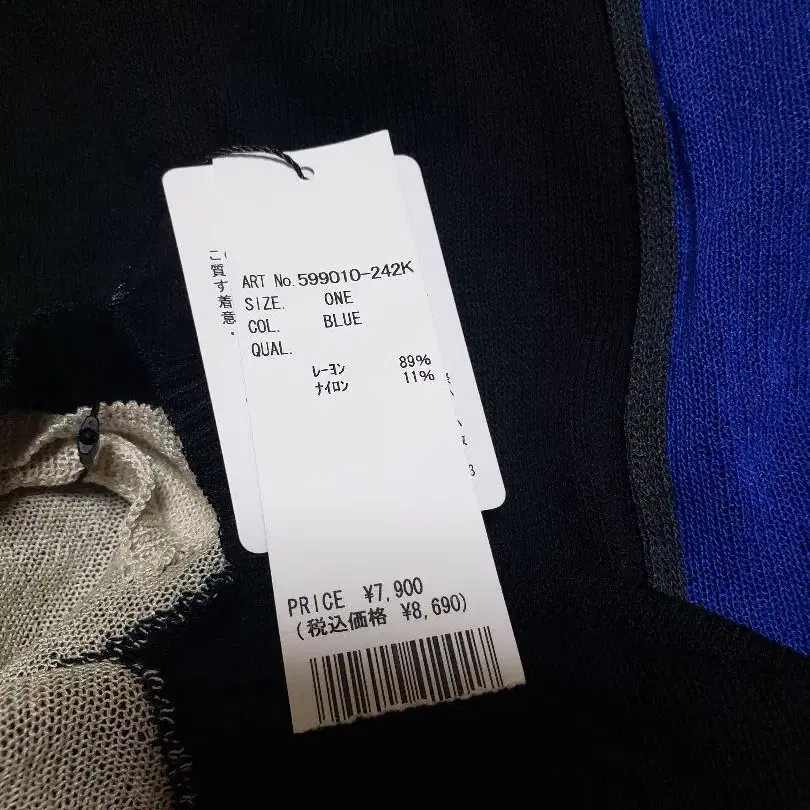 ART No.599010-242K
SIZE. ONE
COL. BLUE
QUAL.
レーヨン 89%
ナイロン 11%
PRICE ¥7,900
(税込価格 ¥8,690)